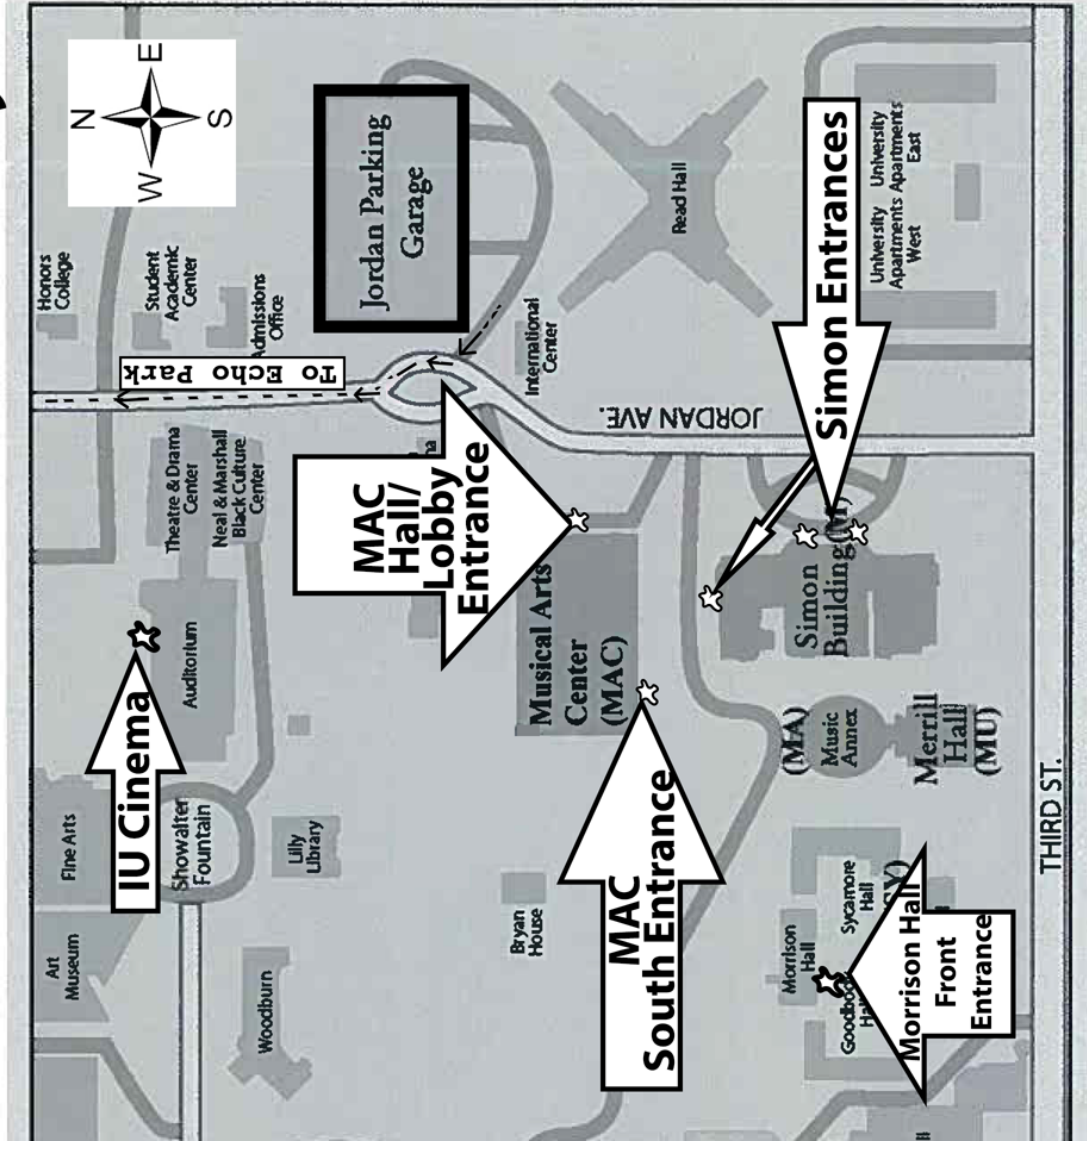 N
E
S
W
Honors
College
Student
Academic
Center
Admissions
Office
To Echo Park
Jordan Parking
Garage
International
Center
Read Hall
University
Apartments
West
University
Apartments
East
Simon Entrances
JORDAN AVE.
Theatre & Drama
Center
Neal & Marshall
Black Culture
Center
MAC
Hall/
Lobby
Entrance
Auditorium
IU Cinema
Musical Arts
Center
(MAC)
Simon
Building (M)
(MA)
Music
Annex
Merrill
Hall
(MU)
Fine Arts
Showalter
Fountain
Lilly
Library
Art
Museum
Woodburn
Bryan
House
MAC
South Entrance
Morrison
Hall
Sycamore
Hall
Morrison Hall
Front
Entrance
THIRD ST.